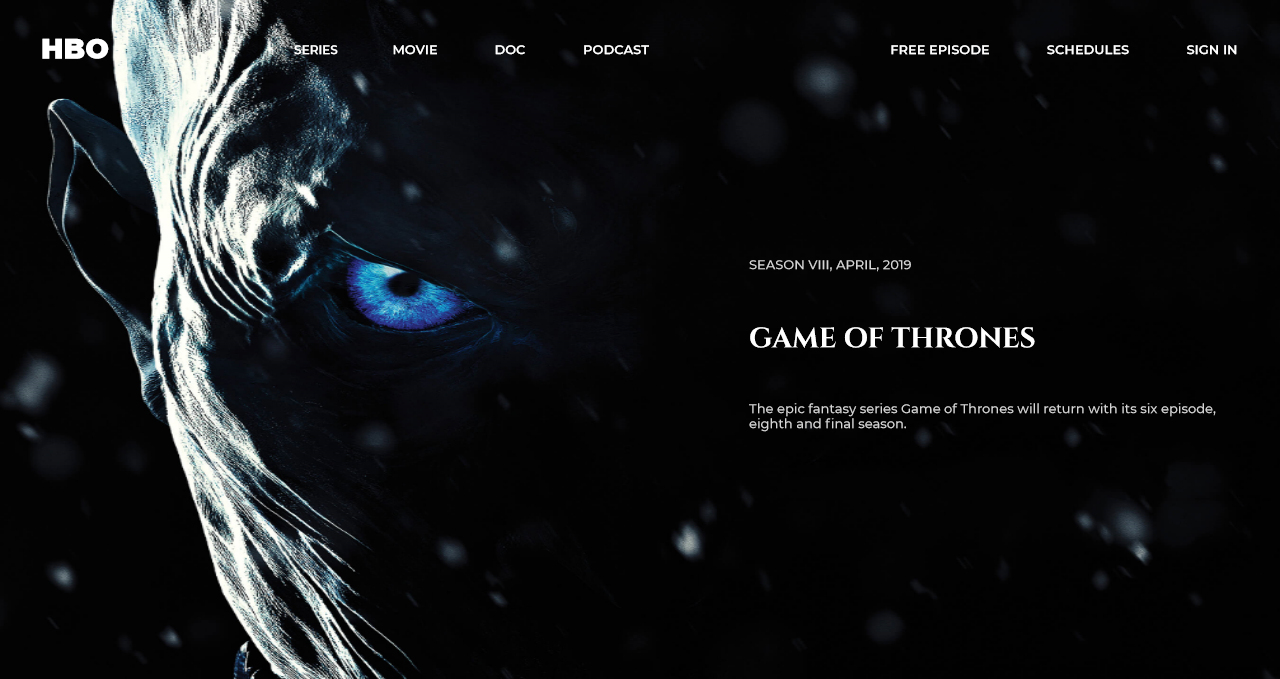 HBO SERIES MOVIE DOC PODCAST FREE EPISODE SCHEDULES SIGN IN
SEASON VIII, APRIL, 2019
GAME OF THRONES
The epic fantasy series Game of Thrones will return with its six episode,
eighth and final season.